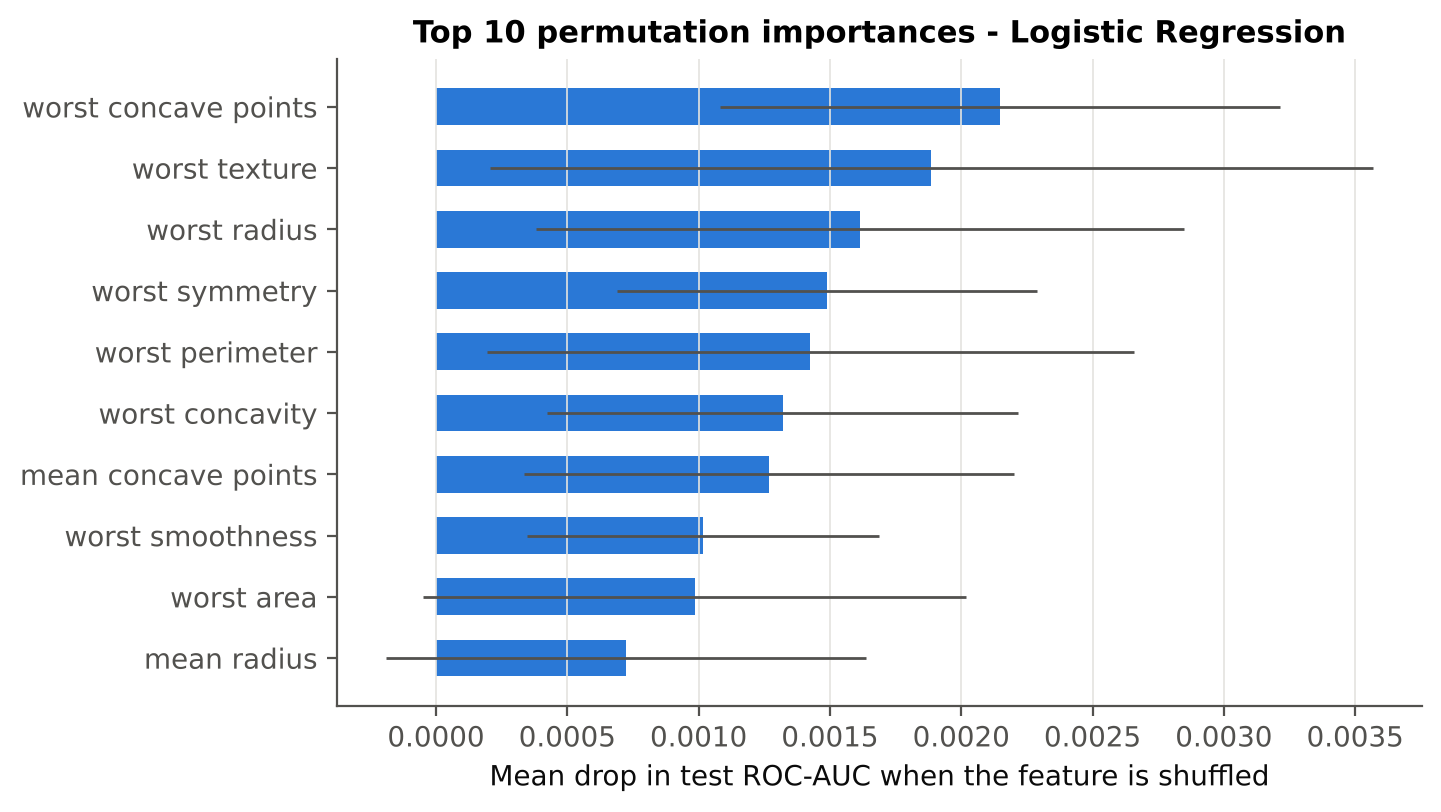 Top 10 permutation importances - Logistic Regression
worst concave points
worst texture
worst radius
worst symmetry
worst perimeter
worst concavity
mean concave points
worst smoothness
worst area
mean radius
0.0000 0.0005 0.0010 0.0015 0.0020 0.0025 0.0030 0.0035
Mean drop in test ROC-AUC when the feature is shuffled